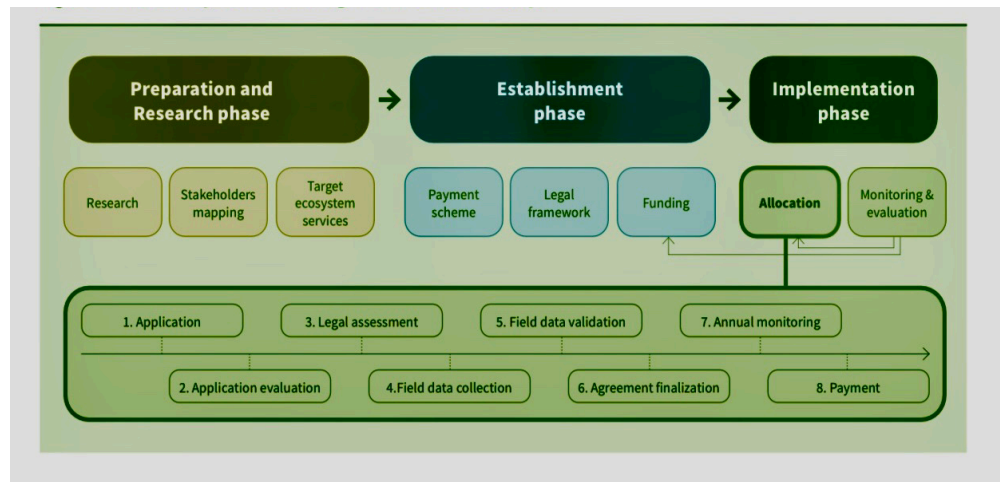 Preparation and
Research phase
Establishment
phase
Implementation
phase
Research
Stakeholders
mapping
Target
ecosystem
services
Payment
scheme
Legal
framework
Funding
Allocation
Monitoring &
evaluation
1. Application
3. Legal assessment
5. Field data validation
7. Annual monitoring
2. Application evaluation
4.Field data collection
6. Agreement finalization
8. Payment